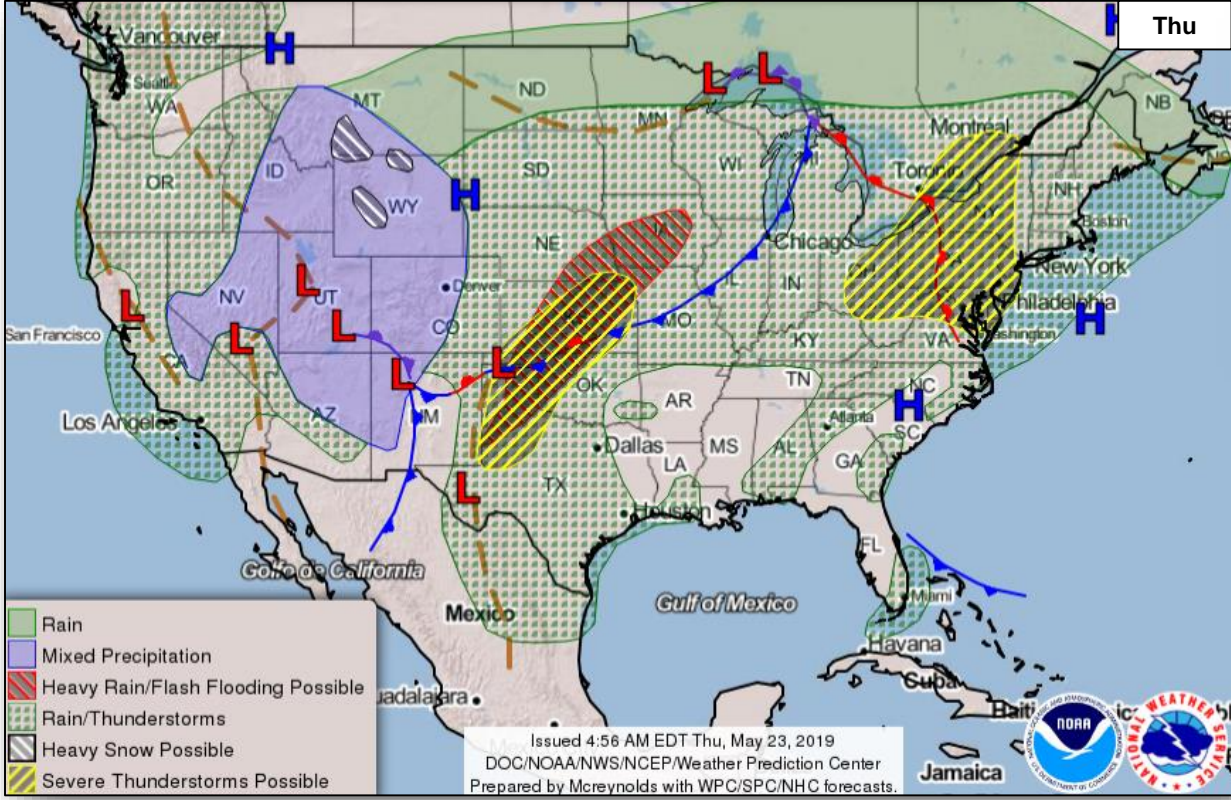 Thu
Vancouver
H
H
Seattle
WA
MT
ND
L
L
NB
MN
Montreal
OR
ID
SD
WI
MI
Toronto
NH
H
WY
NY
Boston
NE
IA
Chicago
OH
New York
L
NV
UT
Denver
IL
IN
L
Philadelphia
San Francisco
L
L
CO
MO
KY
VA
Washington
H
CA
L
L
OK
TN
NC
AZ
NM
AR
H
Los Angeles
Atlanta
SC
Dallas
MS
AL
LA
GA
L
TX
Houston
FL
Golfo de California
Miami
Mexico
Gulf of Mexico
Havana
Cuba
Haiti
uadalajara
Jamaica
Rain
Mixed Precipitation
Heavy Rain/Flash Flooding Possible
Rain/Thunderstorms
Heavy Snow Possible
Severe Thunderstorms Possible
Issued 4:56 AM EDT Thu, May 23, 2019
DOC/NOAA/NWS/NCEP/Weather Prediction Center
Prepared by Mcreynolds with WPC/SPC/NHC forecasts.
NOAA
NATIONAL WEATHER SERVICE